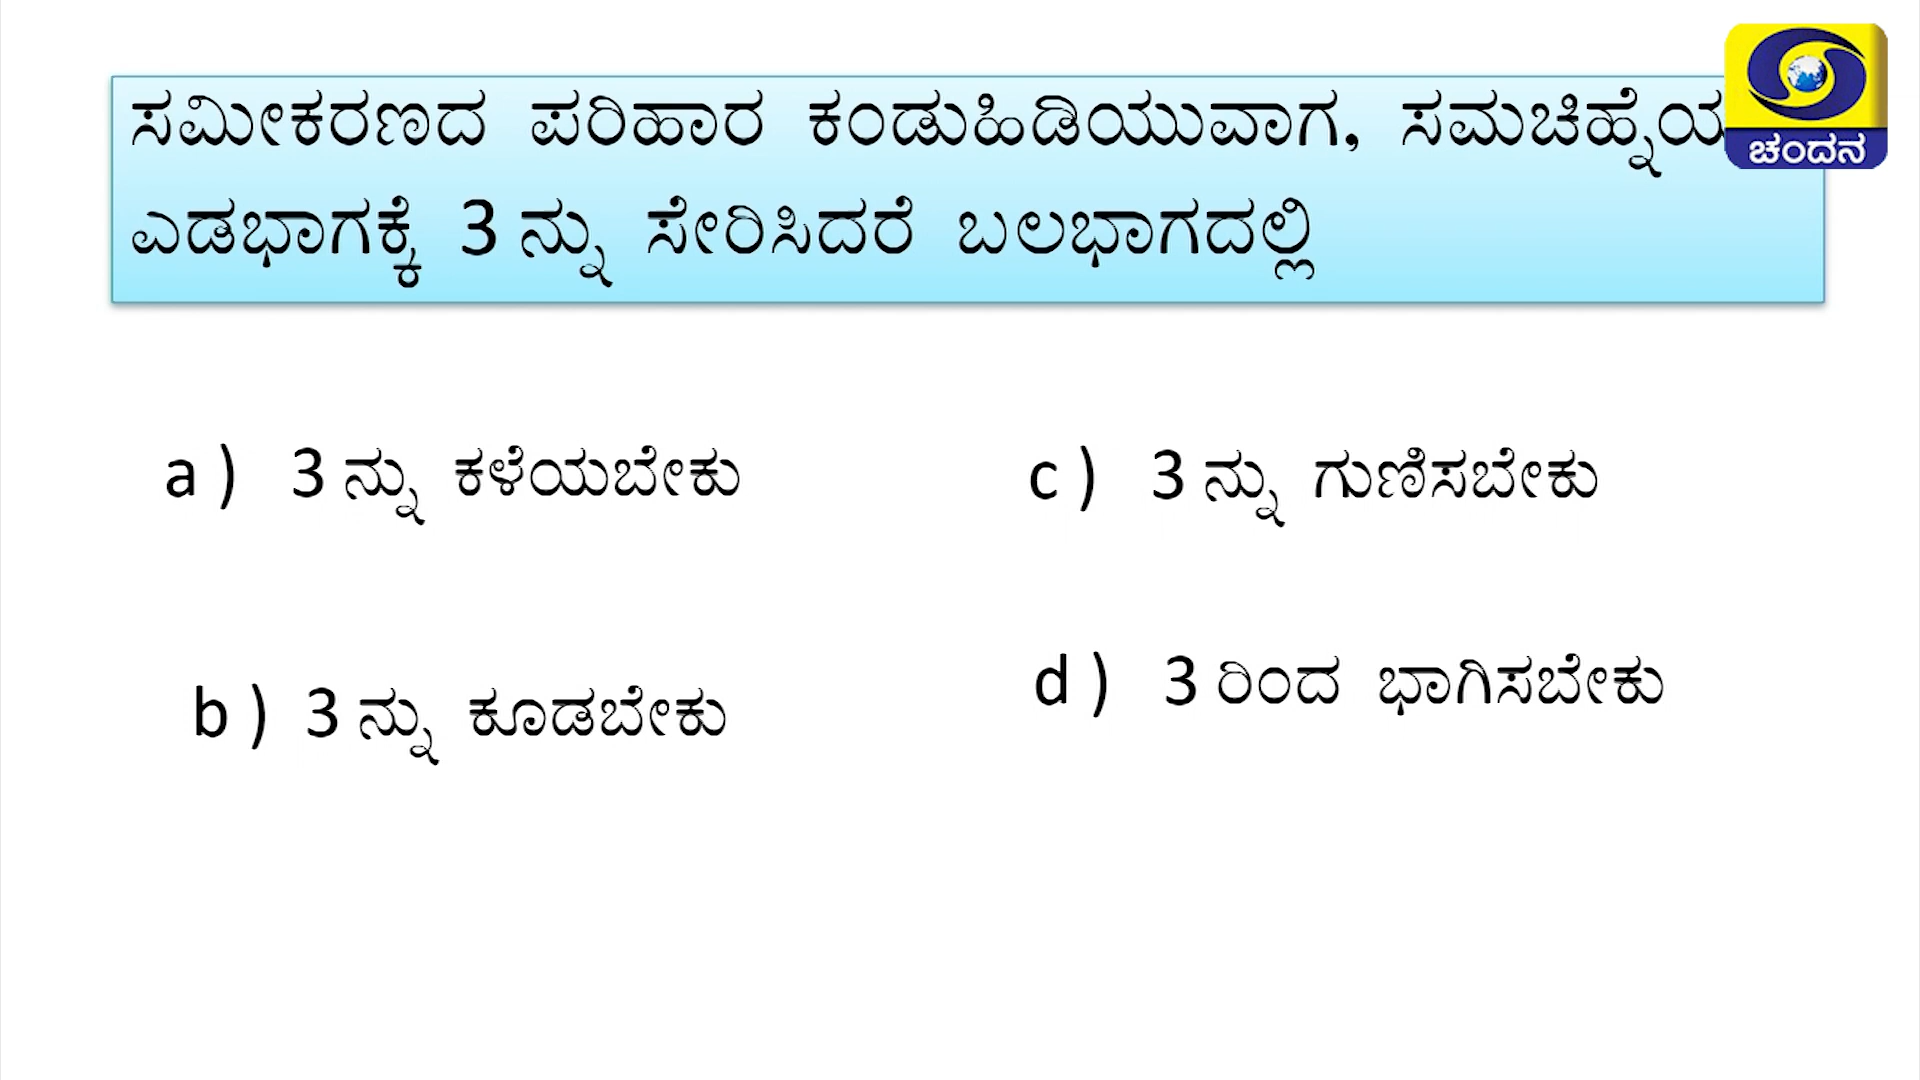 ಸಮೀಕರಣದ ಪರಿಹಾರ ಕಂಡುಹಿಡಿಯುವಾಗ, ಸಮಚಿಹ್ನೆಯ
ಎಡಭಾಗಕ್ಕೆ 3 ನ್ನು ಸೇರಿಸಿದರೆ ಬಲಭಾಗದಲ್ಲಿ
a ) 3 ನ್ನು ಕಳೆಯಬೇಕು
b ) 3 ನ್ನು ಕೂಡಬೇಕು
c ) 3 ನ್ನು ಗುಣಿಸಬೇಕು
d ) 3 ರಿಂದ ಭಾಗಿಸಬೇಕು
ಚಂದನ